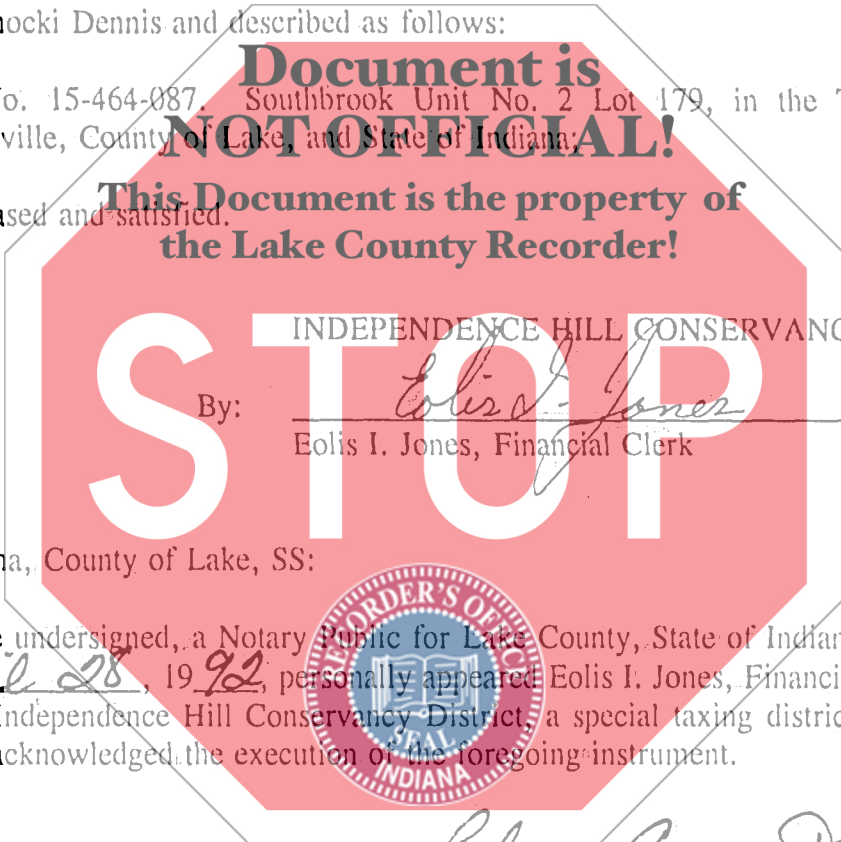 ocki Dennis and described as follows:
Document is
o. 15-464-087. Southbrook Unit No. 2 Lot 179, in the
ville, County of Lake, and State of Indiana;
NOT OFFICIAL!
This Document is the property of
ased and satisfied.
the Lake County Recorder!
STOP
INDEPENDENCE HILL CONSERVANC
By: Eolis I. Jones
Eolis I. Jones, Financial Clerk
na, County of Lake, SS:
RECORDER'S OFFICE
undersigned, a Notary Public for Lake County, State of Indian
28, 1992, personally appeared Eolis I. Jones, Financi
Independence Hill Conservancy District, a special taxing distric
SEAL
acknowledged the execution of the foregoing instrument.
INDIANA